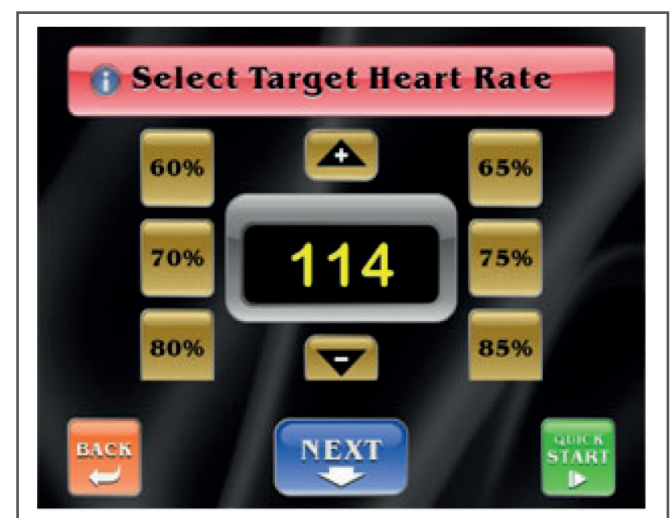 Select Target Heart Rate
+
60% 65%
70% 114 75%
80% 85%
-
BACK NEXT QUICK
START